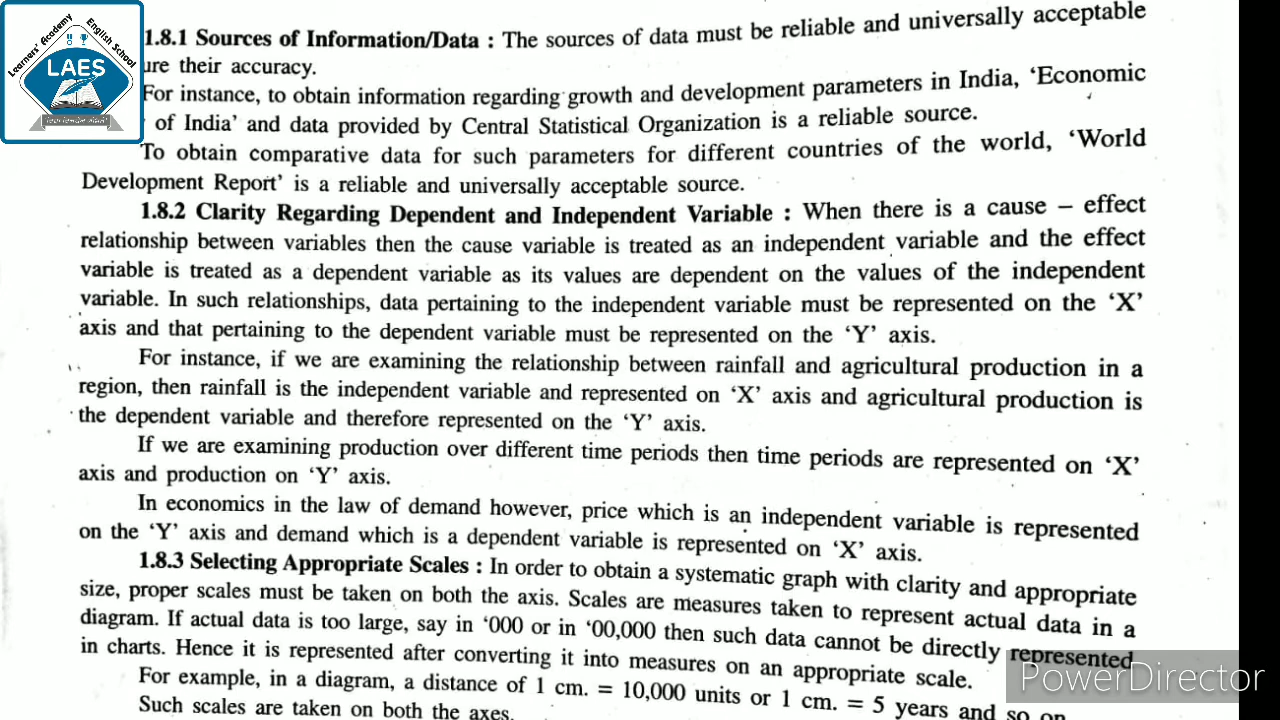 Learners' Academy English School
LAES
1.8.1 Sources of Information/Data : The sources of data must be reliable and universally acceptable
ure their accuracy.
For instance, to obtain information regarding growth and development parameters in India, ‘Economic
of India’ and data provided by Central Statistical Organization is a reliable source.
To obtain comparative data for such parameters for different countries of the world, ‘World
Development Report’ is a reliable and universally acceptable source.
1.8.2 Clarity Regarding Dependent and Independent Variable : When there is a cause – effect
relationship between variables then the cause variable is treated as an independent variable and the effect
variable is treated as a dependent variable as its values are dependent on the values of the independent
variable. In such relationships, data pertaining to the independent variable must be represented on the ‘X’
axis and that pertaining to the dependent variable must be represented on the ‘Y’ axis.
For instance, if we are examining the relationship between rainfall and agricultural production in a
region, then rainfall is the independent variable and represented on ‘X’ axis and agricultural production is
the dependent variable and therefore represented on the ‘Y’ axis.
If we are examining production over different time periods then time periods are represented on ‘X’
axis and production on ‘Y’ axis.
In economics in the law of demand however, price which is an independent variable is represented
on the ‘Y’ axis and demand which is a dependent variable is represented on ‘X’ axis.
1.8.3 Selecting Appropriate Scales : In order to obtain a systematic graph with clarity and appropriate
size, proper scales must be taken on both the axis. Scales are measures taken to represent actual data in a
diagram. If actual data is too large, say in ‘000 or in ‘00,000 then such data cannot be directly represented
in charts. Hence it is represented after converting it into measures on an appropriate scale.
For example, in a diagram, a distance of 1 cm. = 10,000 units or 1 cm. = 5 years and so on
Such scales are taken on both the axes.
PowerDirector